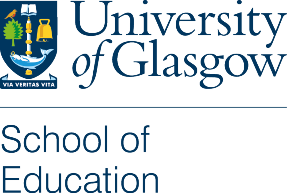 University
of Glasgow
VIA VERITAS VITA
School of
Education